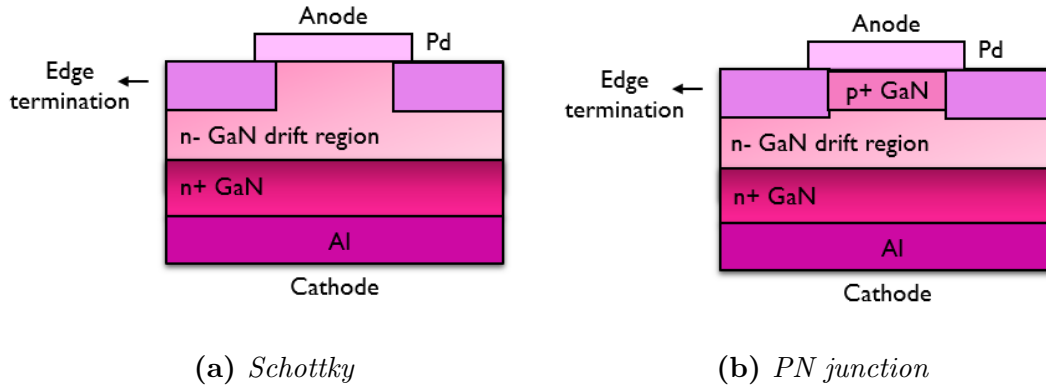 Anode
Pd
Edge
termination
n- GaN drift region
n+ GaN
Al
Cathode
(a) Schottky
Anode
Pd
Edge
termination
p+ GaN
n- GaN drift region
n+ GaN
Al
Cathode
(b) PN junction